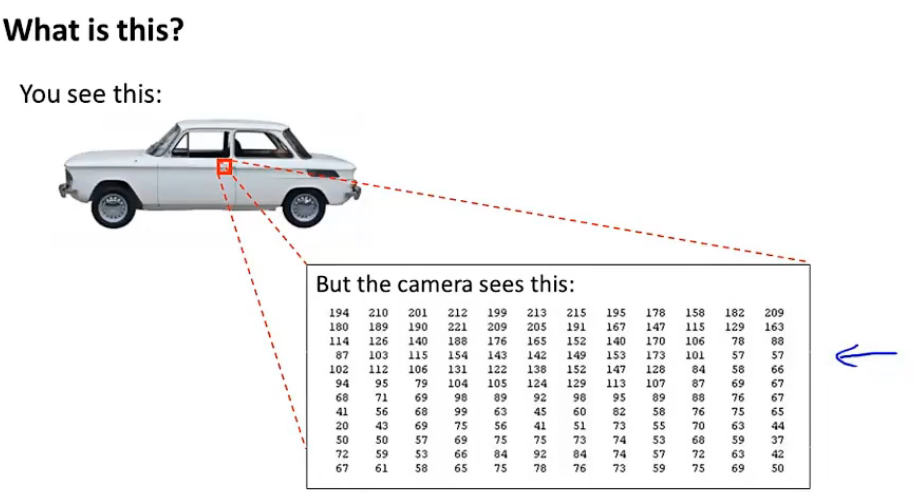 What is this?
You see this:
But the camera sees this:
194 210 201 212 199 213 215 195 178 158 182 209
180 189 190 221 209 205 191 167 147 115 129 163
114 126 140 188 176 165 152 140 170 106 78 88
87 103 115 154 143 142 149 153 173 101 57 57
102 112 106 131 122 138 152 147 128 84 58 66
94 95 79 104 105 124 129 113 107 87 69 67
68 71 69 98 89 92 98 95 89 88 76 67
41 56 68 99 63 45 60 82 58 76 75 65
20 43 69 75 56 41 51 73 55 70 63 44
50 50 57 69 75 75 73 74 53 68 59 37
72 59 53 66 84 92 84 74 57 72 63 42
67 61 58 65 75 78 76 73 59 75 69 50